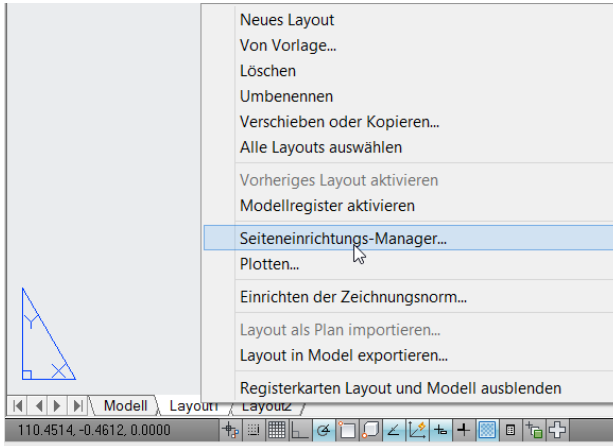 Neues Layout
Von Vorlage...
Löschen
Umbenennen
Verschieben oder Kopieren...
Alle Layouts auswählen
Vorheriges Layout aktivieren
Modellregister aktivieren
Seiteneinrichtungs-Manager...
Plotten...
Einrichten der Zeichnungsnorm...
Layout als Plan importieren...
Layout in Model exportieren...
Registerkarten Layout und Modell ausblenden
Y
X
Modell Layout1 Layout2
110.4514, -0.4612, 0.0000